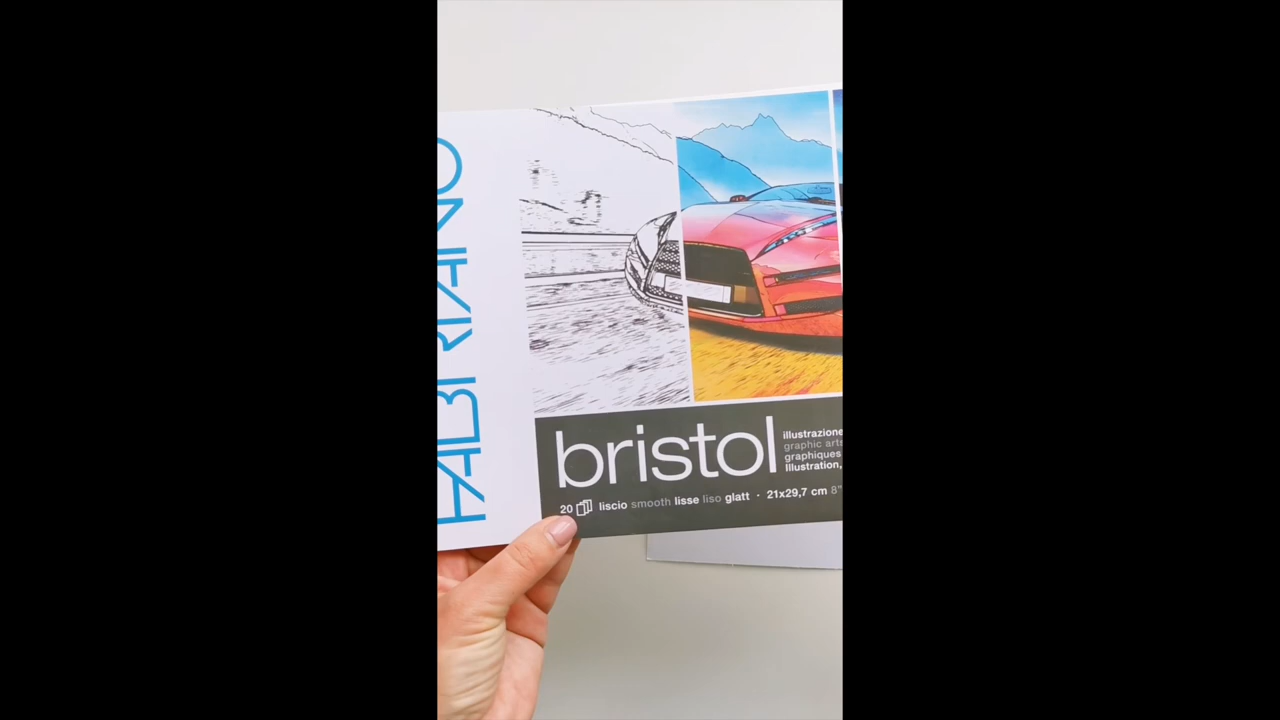 FABRIANO
bristol
illustrazione
graphic arts
graphiques
Illustration,
20 liscio smooth lisse liso glatt · 21x29,7 cm 8"